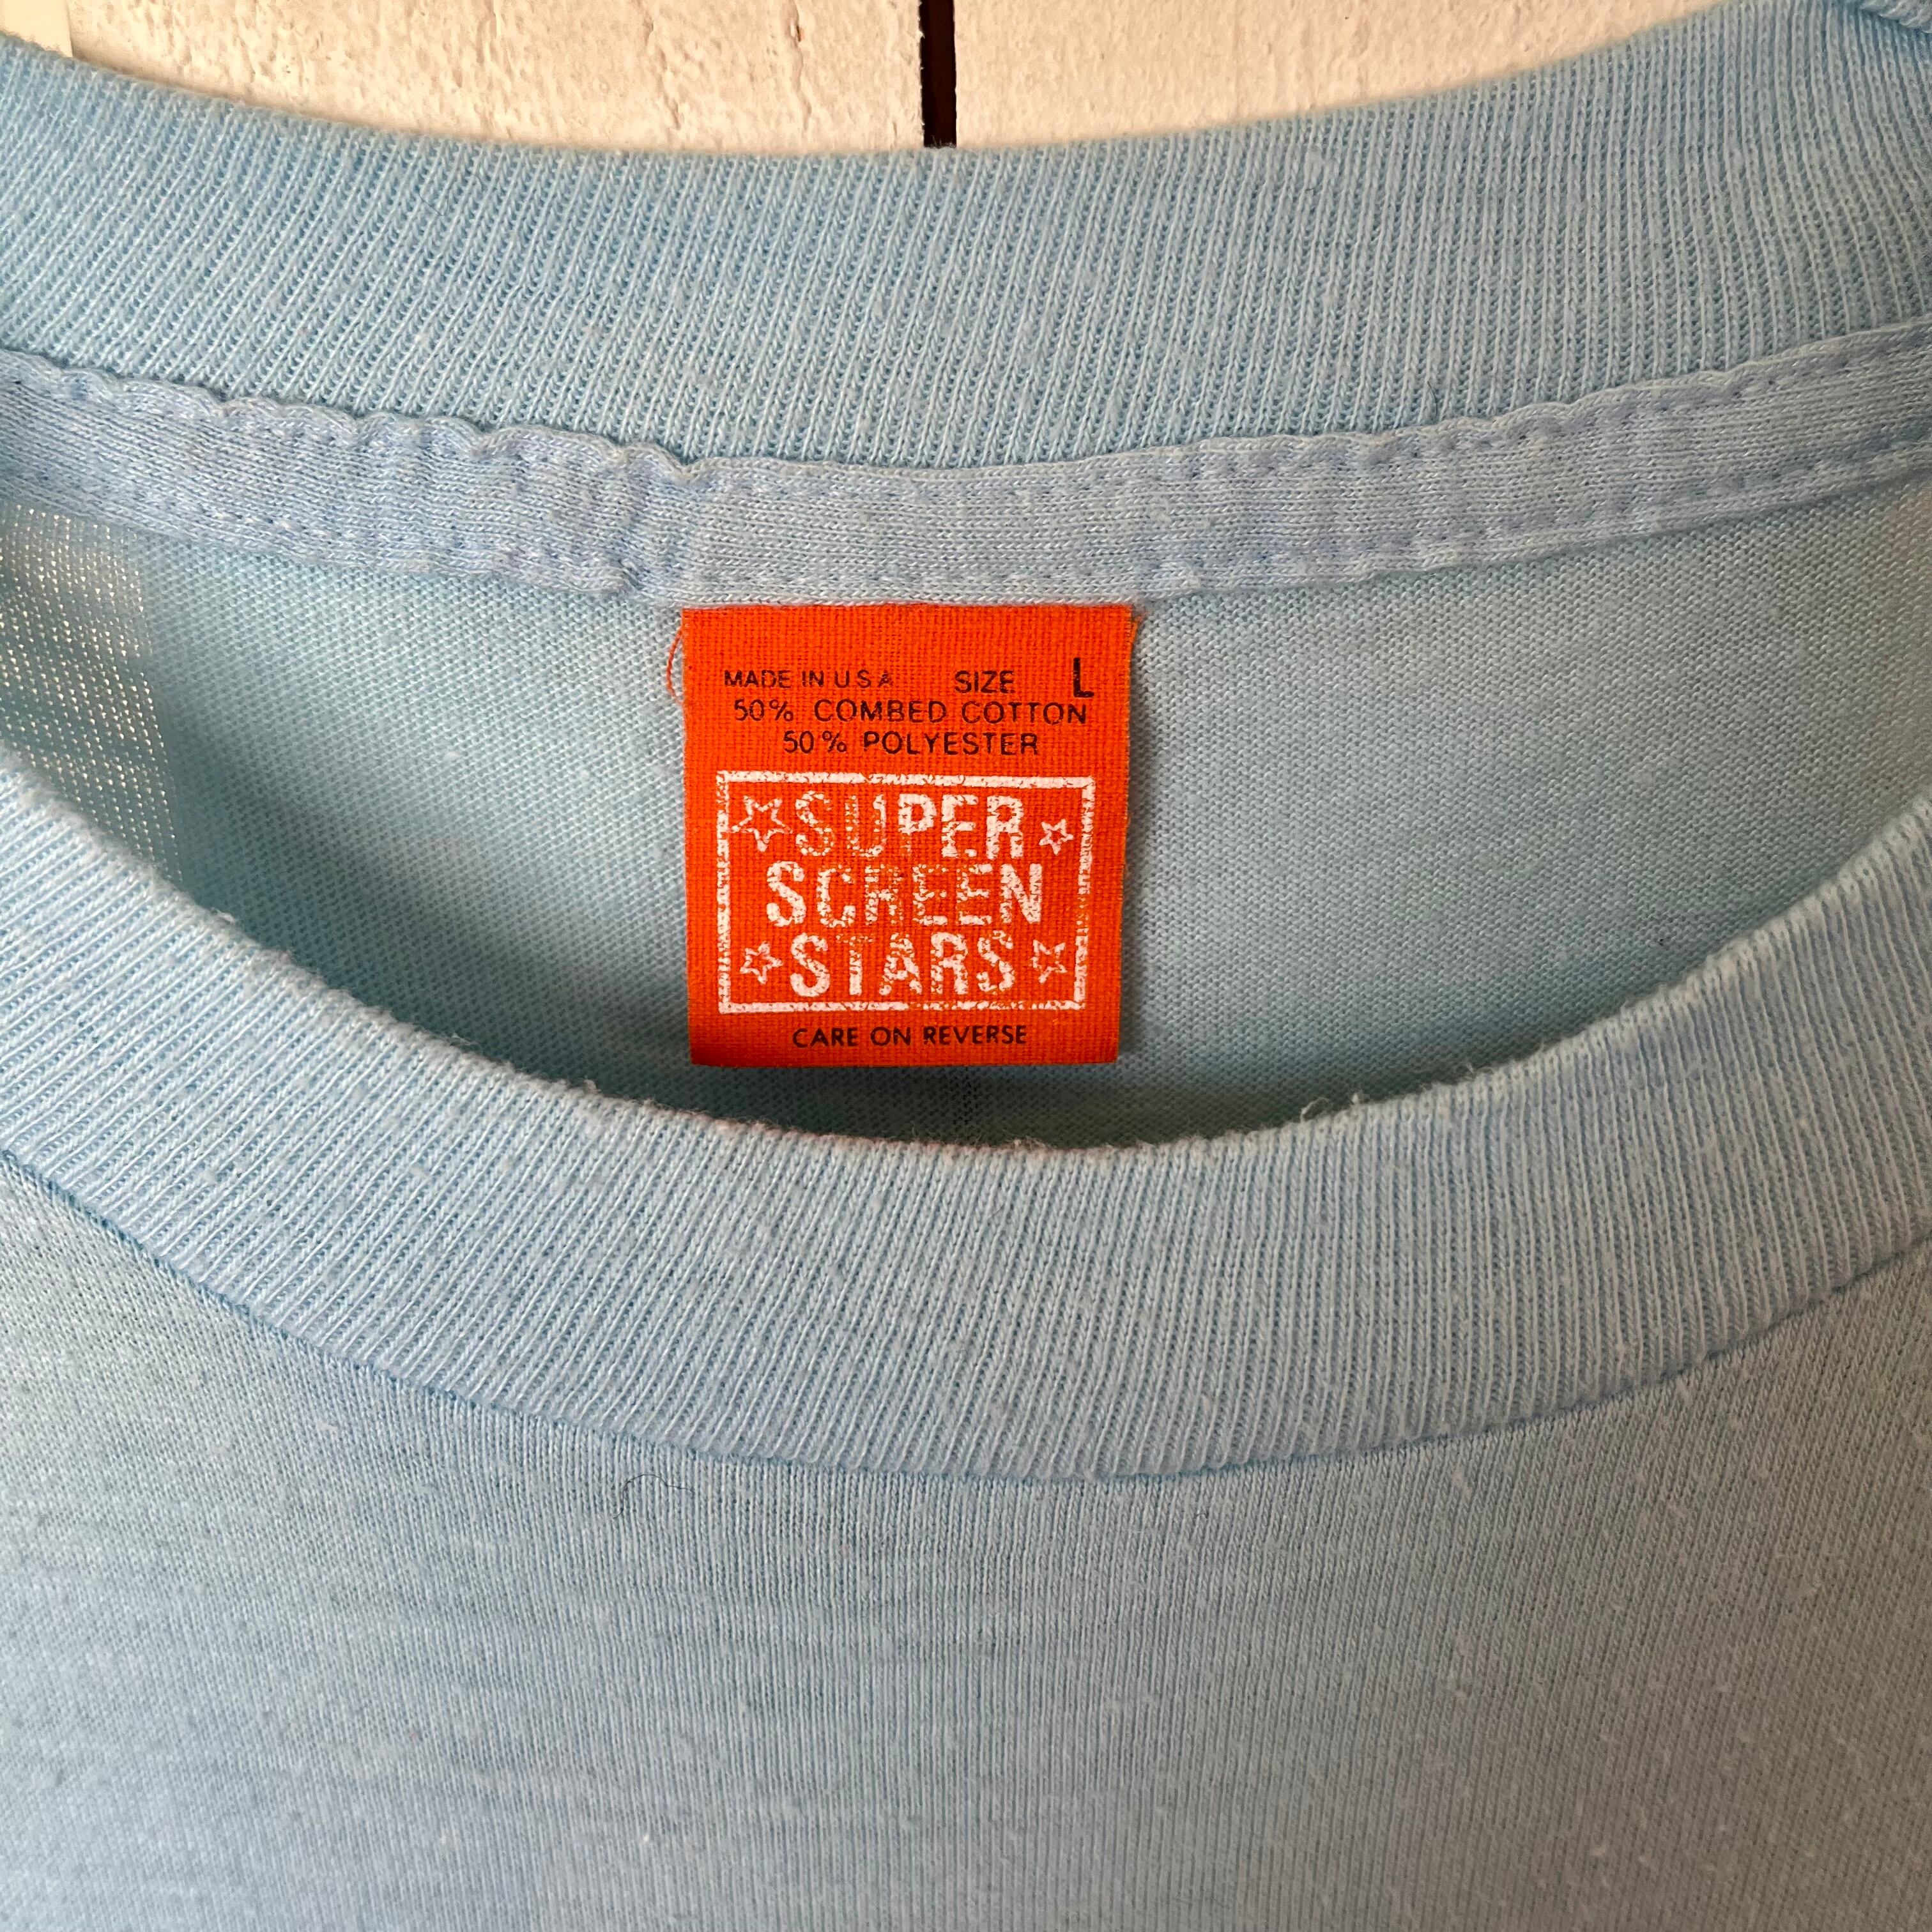 MADE IN U.S.A. SIZE L
50% COMBED COTTON
50% POLYESTER
SUPER
SCREEN
STARS
CARE ON REVERSE